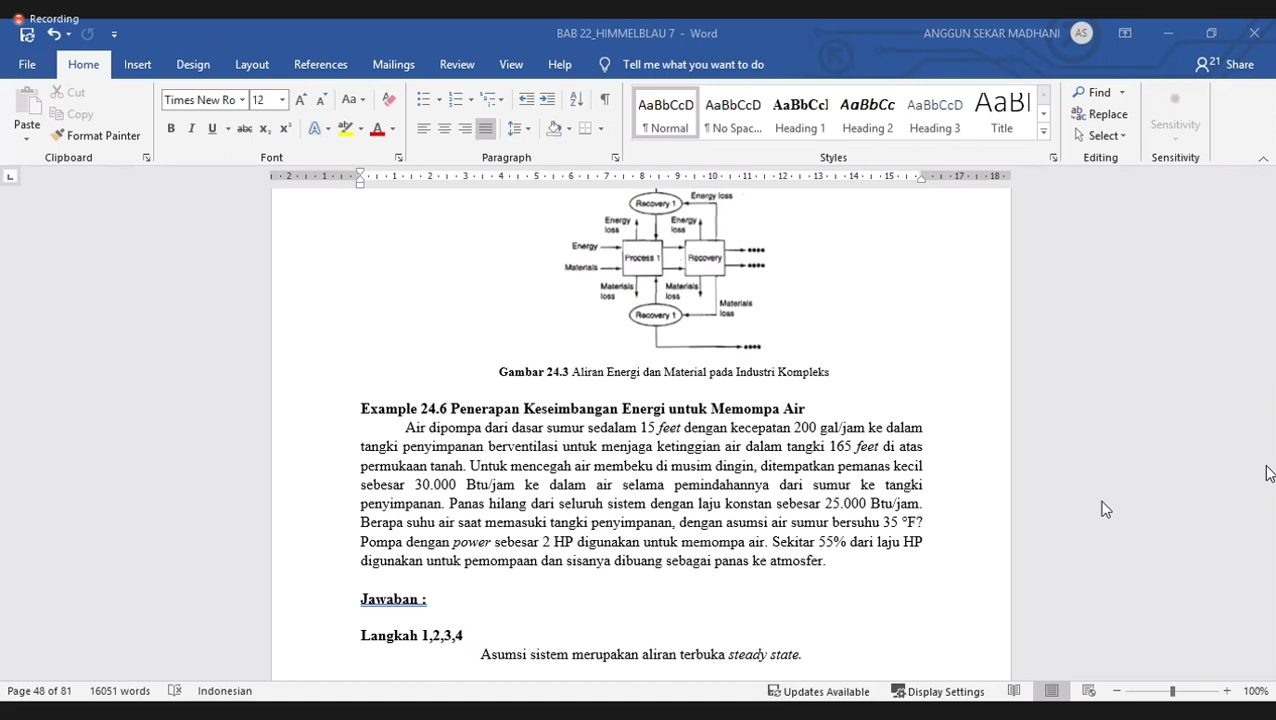 Recording
BAB 22_HIMMELBLAU 7 - Word
ANGGUN SEKAR MADHANI
AS
File
Home
Insert
Design
Layout
References
Mailings
Review
View
Help
Tell me what you want to do
21
Share
Paste
Cut
Copy
Format Painter
Clipboard
Times New Ro
12
Font
Paragraph
AaBbCcD
¶ Normal
AaBbCcD
¶ No Spac...
AaBbCcl
Heading 1
AaBbCc
Heading 2
AaBbCcD
Heading 3
AaBl
Title
Styles
Find
Replace
Select
Editing
Sensitivity
Sensitivity
Recovery 1
Energy loss
Energy loss
Energy loss
Energy
Materials
Process 1
Recovery
Materials loss
Materials loss
Materials loss
Recovery 1
Gambar 24.3 Aliran Energi dan Material pada Industri Kompleks
Example 24.6 Penerapan Keseimbangan Energi untuk Memompa Air
Air dipompa dari dasar sumur sedalam 15 feet dengan kecepatan 200 gal/jam ke dalam
tangki penyimpanan berventilasi untuk menjaga ketinggian air dalam tangki 165 feet di atas
permukaan tanah. Untuk mencegah air membeku di musim dingin, ditempatkan pemanas kecil
sebesar 30.000 Btu/jam ke dalam air selama pemindahannya dari sumur ke tangki
penyimpanan. Panas hilang dari seluruh sistem dengan laju konstan sebesar 25.000 Btu/jam.
Berapa suhu air saat memasuki tangki penyimpanan, dengan asumsi air sumur bersuhu 35 °F?
Pompa dengan power sebesar 2 HP digunakan untuk memompa air. Sekitar 55% dari laju HP
digunakan untuk pemompaan dan sisanya dibuang sebagai panas ke atmosfer.
Jawaban :
Langkah 1,2,3,4
Asumsi sistem merupakan aliran terbuka steady state.
Page 48 of 81
16051 words
Indonesian
Updates Available
Display Settings
100%